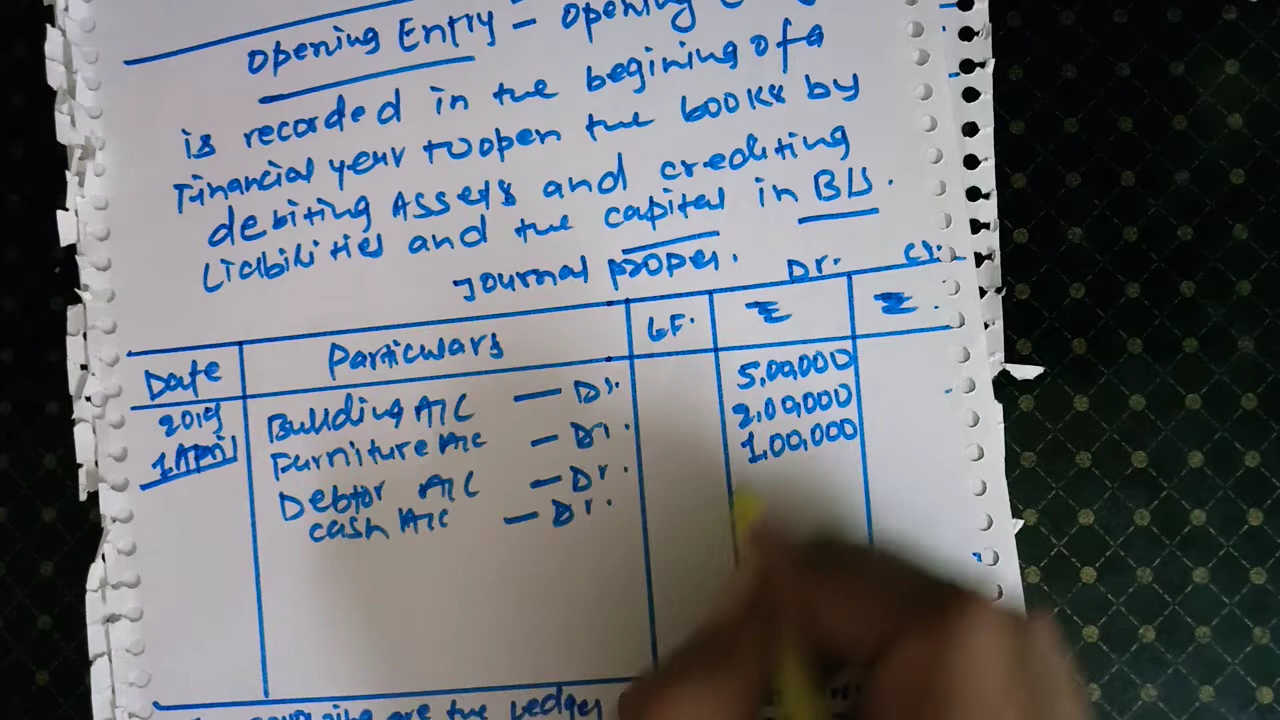 Opening Entry - Opening
is recorded in the begining of a
Financial year to open the books by
debiting Assets and crediting
Liabilities and the capital in B/S.
Journal proper.
Dr. Cr.
Date Particulars L.F. ₹ ₹
2019 Building A/C — Dr. 5,00,000
1 April Furniture A/C — Dr. 2,00,000
Debtor A/C — Dr. 1,00,000
cash A/C — Dr.
are the Ledger